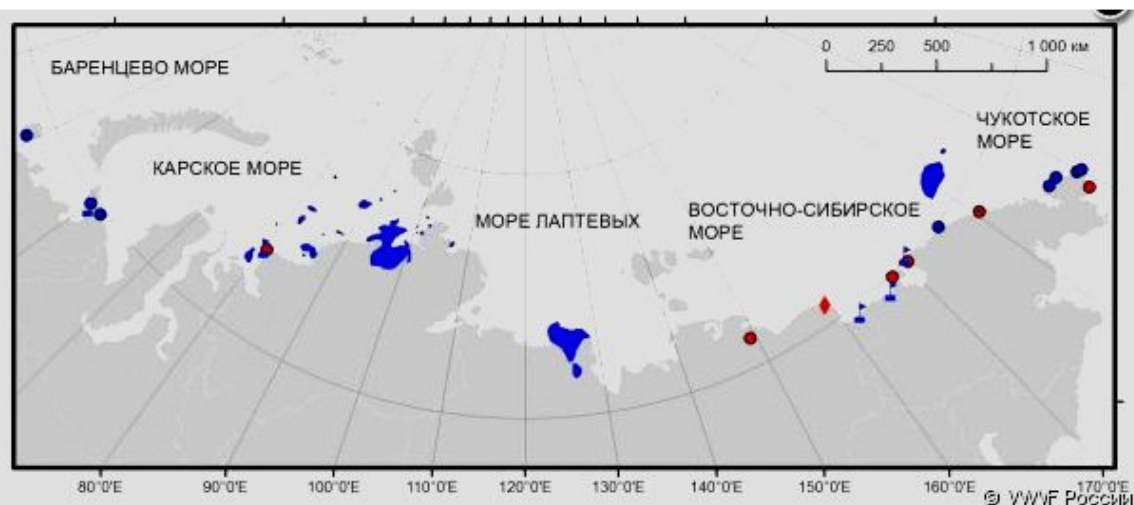 БАРЕНЦЕВО МОРЕ
0 250 500 1 000 км
ЧУКОТСКОЕ
МОРЕ
КАРСКОЕ МОРЕ
МОРЕ ЛАПТЕВЫХ
ВОСТОЧНО-СИБИРСКОЕ
МОРЕ
80°0'E 90°0'E 100°0'E 110°0'E 120°0'E 130°0'E 140°0'E 150°0'E 160°0'E 170°0'E
© WWF России